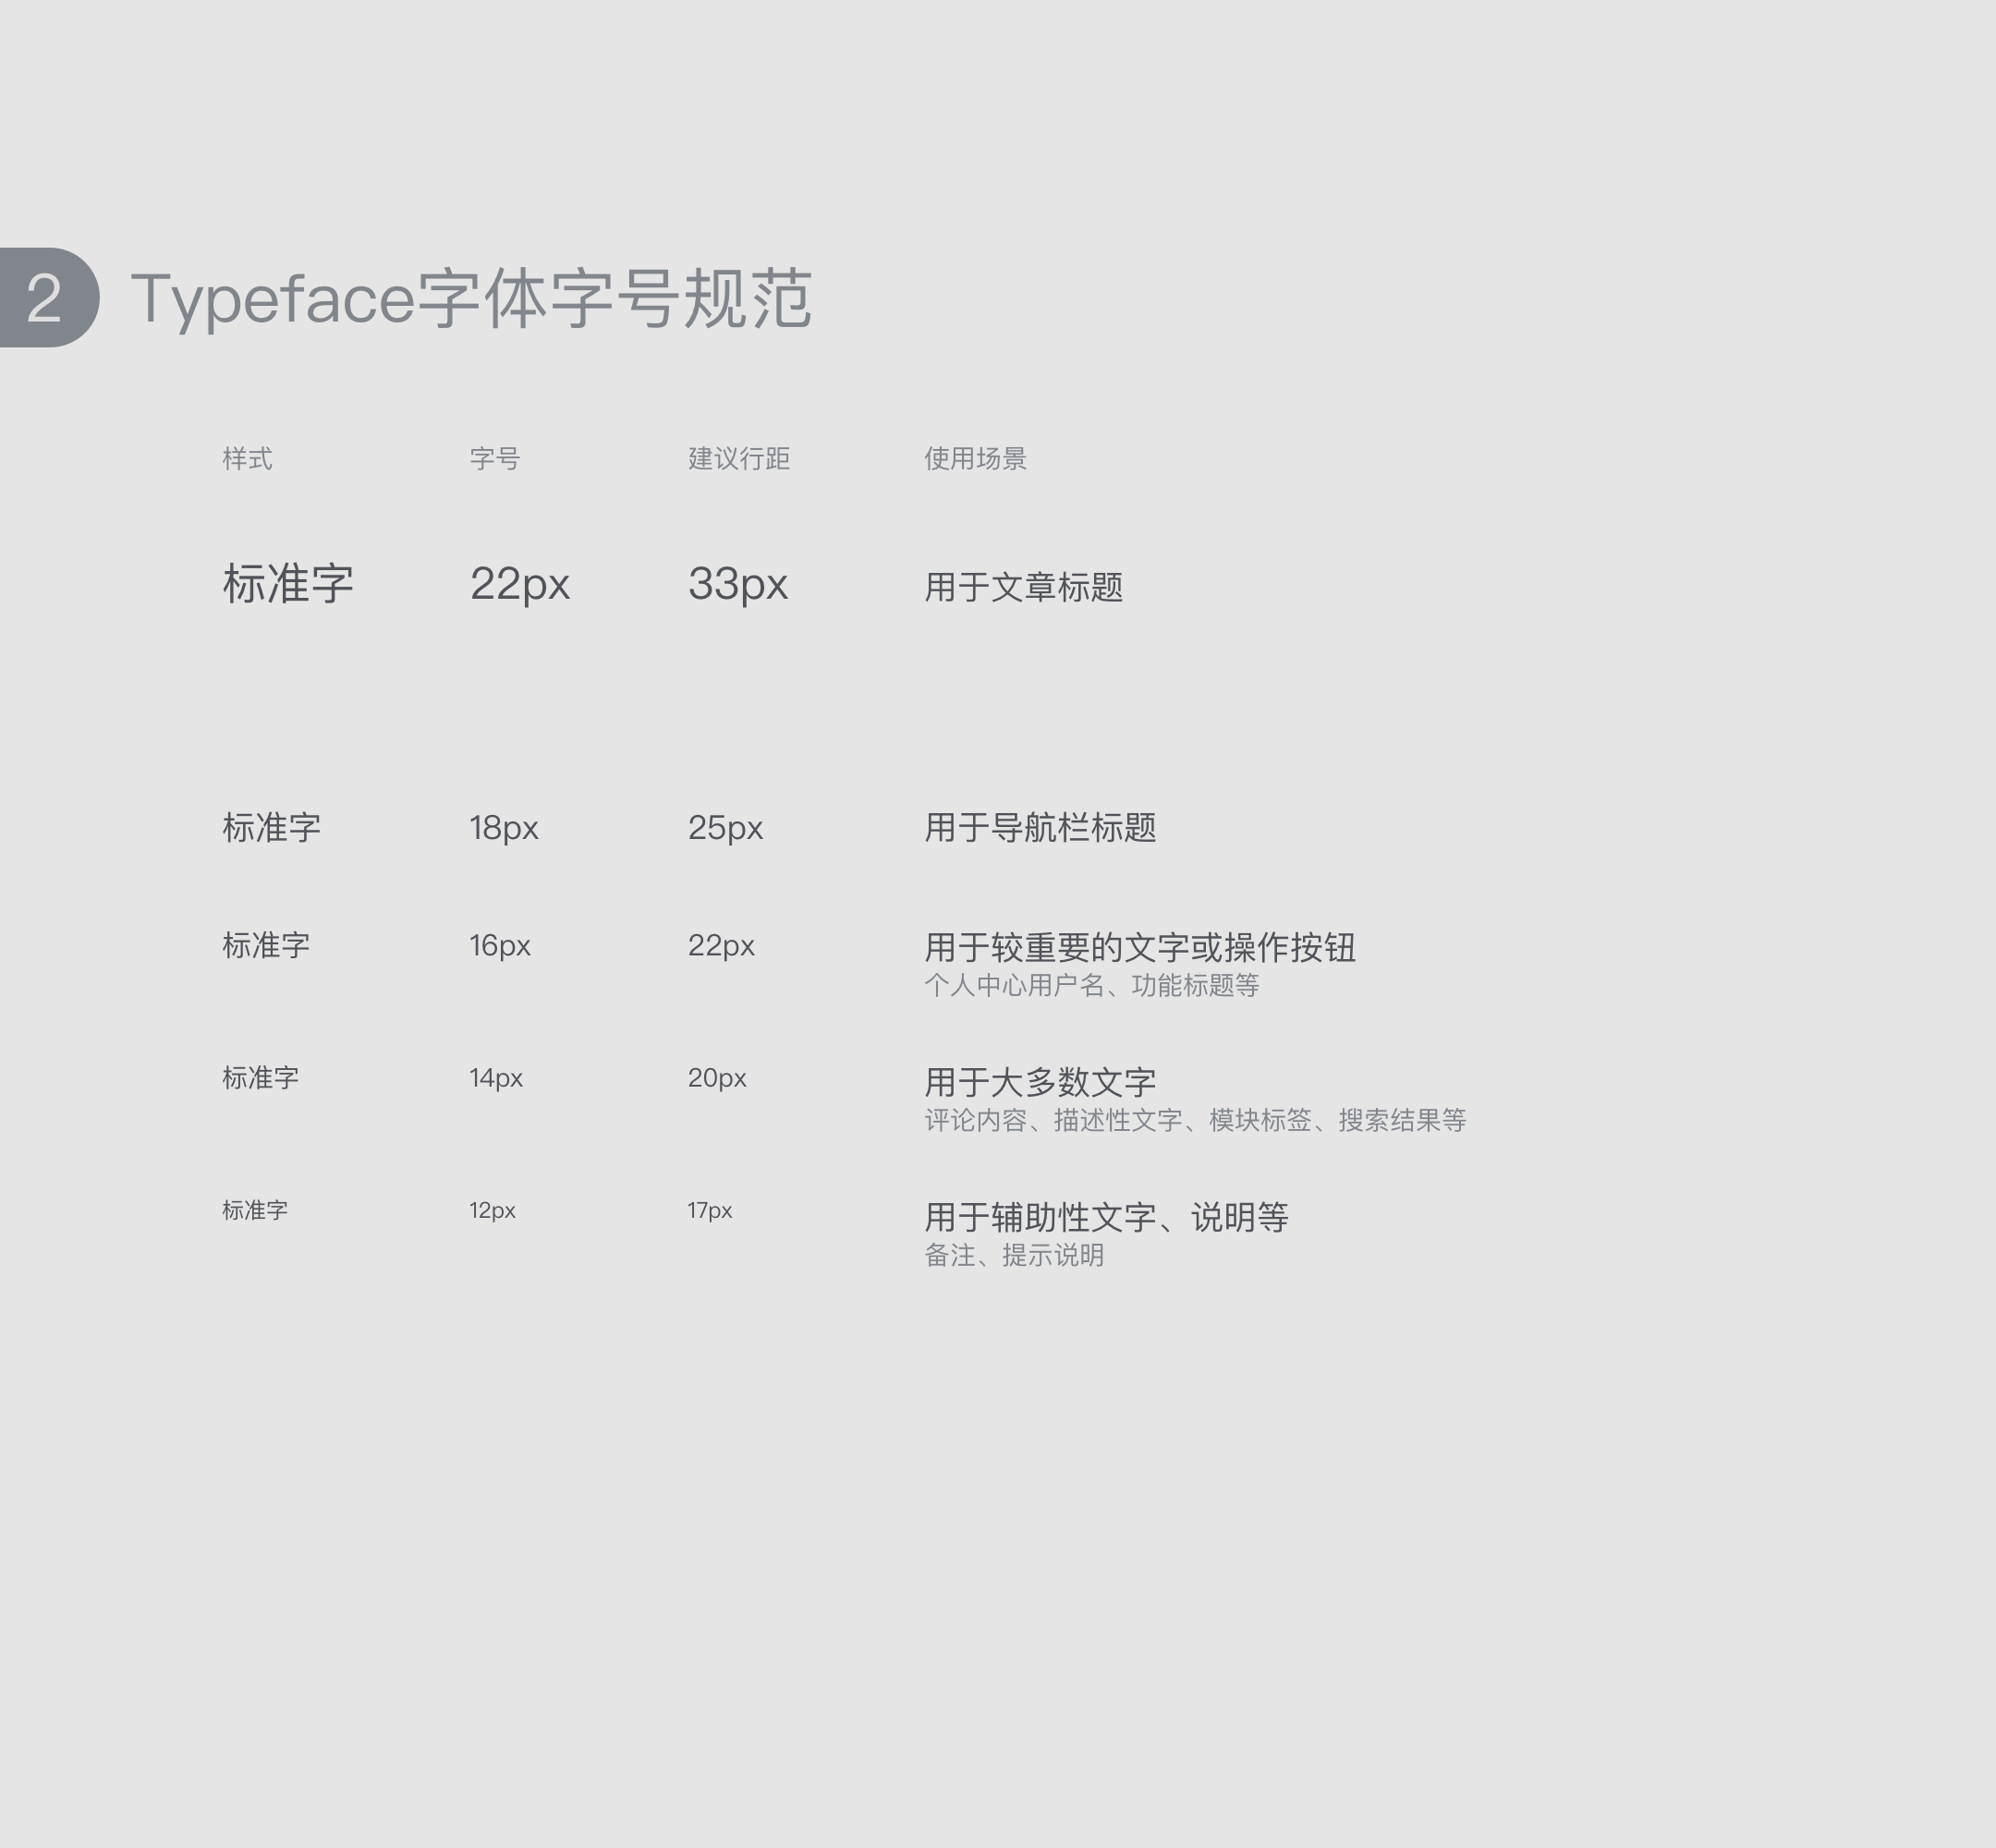 2 Typeface字体字号规范
样式 字号 建议行距 使用场景
标准字 22px 33px 用于文章标题
标准字 18px 25px 用于导航栏标题
标准字 16px 22px 用于较重要的文字或操作按钮
个人中心用户名、功能标题等
标准字 14px 20px 用于大多数文字
评论内容、描述性文字、模块标签、搜索结果等
标准字 12px 17px 用于辅助性文字、说明等
备注、提示说明